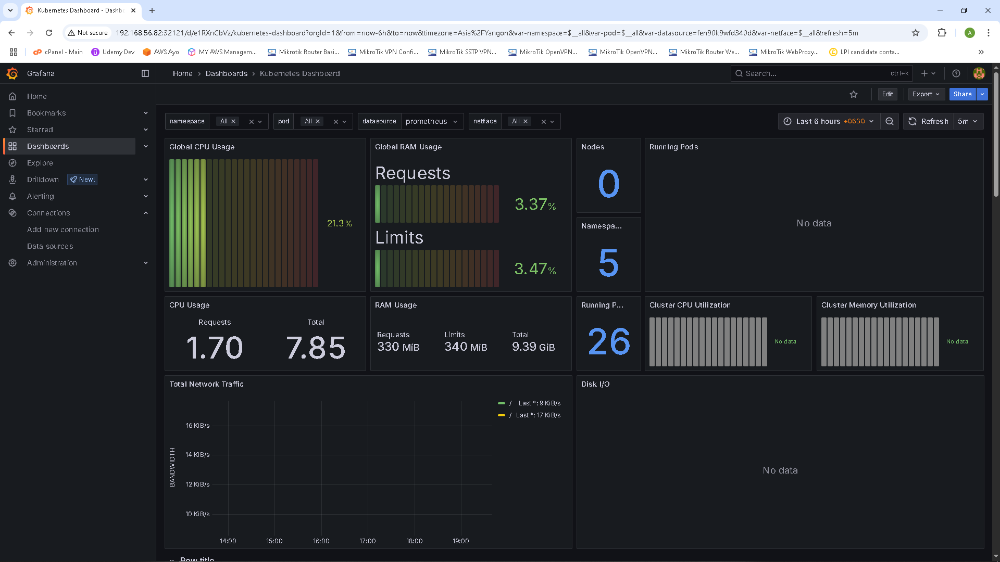 Kubernetes Dashboard - Dashb
Not secure
192.168.56.82:32121/d/e1RXnCbVz/kubernetes-dashboard?orgId=1&from=now-6h&to=now&timezone=Asia%2FYangon&var-namespace=$__all&var-pod=$__all&var-datasource=fen90k9wfd340d&var-netface=$__all&refresh=5m
A
cPanel - Main
Udemy Dev
AWS Ayo
MY AWS Managem...
Mikrotik Router Basi...
MikroTik VPN Confi...
MikroTik SSTP VPN...
MikroTik OpenVPN...
MikroTik OpenVPN...
MikroTik Router We...
MikroTik WebProxy...
LPI candidate conta...
Grafana
Home > Dashboards > Kubernetes Dashboard
Search...
ctrl+k
Edit
Export
Share
Home
Bookmarks
Starred
Dashboards
Explore
Drilldown
New!
Alerting
Connections
Add new connection
Data sources
Administration
namespace
All
pod
All
datasource
prometheus
netface
All
Last 6 hours +0630
Refresh
5m
Global CPU Usage
21.3%
Global RAM Usage
Requests
3.37%
Limits
3.47%
Nodes
0
Namespa...
5
Running Pods
No data
CPU Usage
Requests
Total
1.70
7.85
RAM Usage
Requests
Limits
Total
330 MiB
340 MiB
9.39 GiB
Running P...
26
Cluster CPU Utilization
No data
Cluster Memory Utilization
No data
Total Network Traffic
/ Last *: 9 KiB/s
/ Last *: 17 KiB/s
BANDWIDTH
16 KiB/s
14 KiB/s
12 KiB/s
10 KiB/s
14:00
15:00
16:00
17:00
18:00
19:00
Disk I/O
No data
Row title